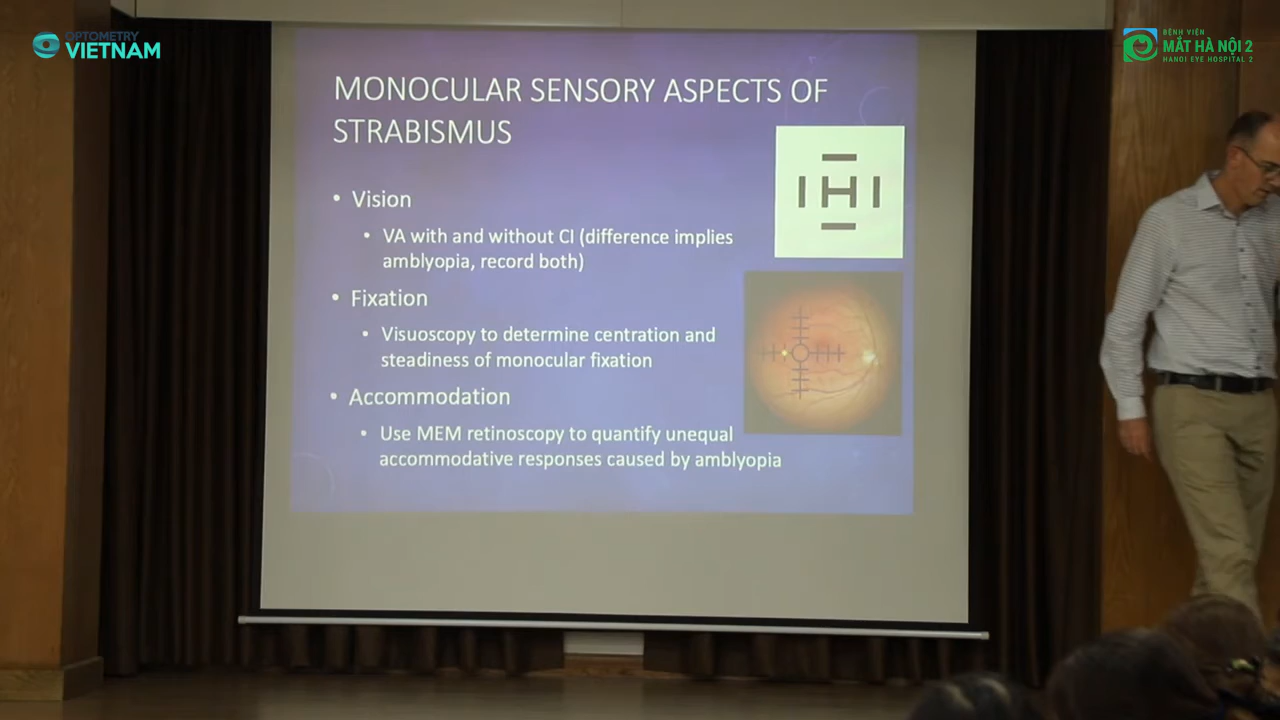 OPTOMETRY
VIETNAM
BỆNH VIỆN
MẮT HÀ NỘI 2
HANOI EYE HOSPITAL 2
MONOCULAR SENSORY ASPECTS OF
STRABISMUS
• Vision
• VA with and without CI (difference implies
amblyopia, record both)
• Fixation
• Visuoscopy to determine centration and
steadiness of monocular fixation
• Accommodation
• Use MEM retinoscopy to quantify unequal
accommodative responses caused by amblyopia
H